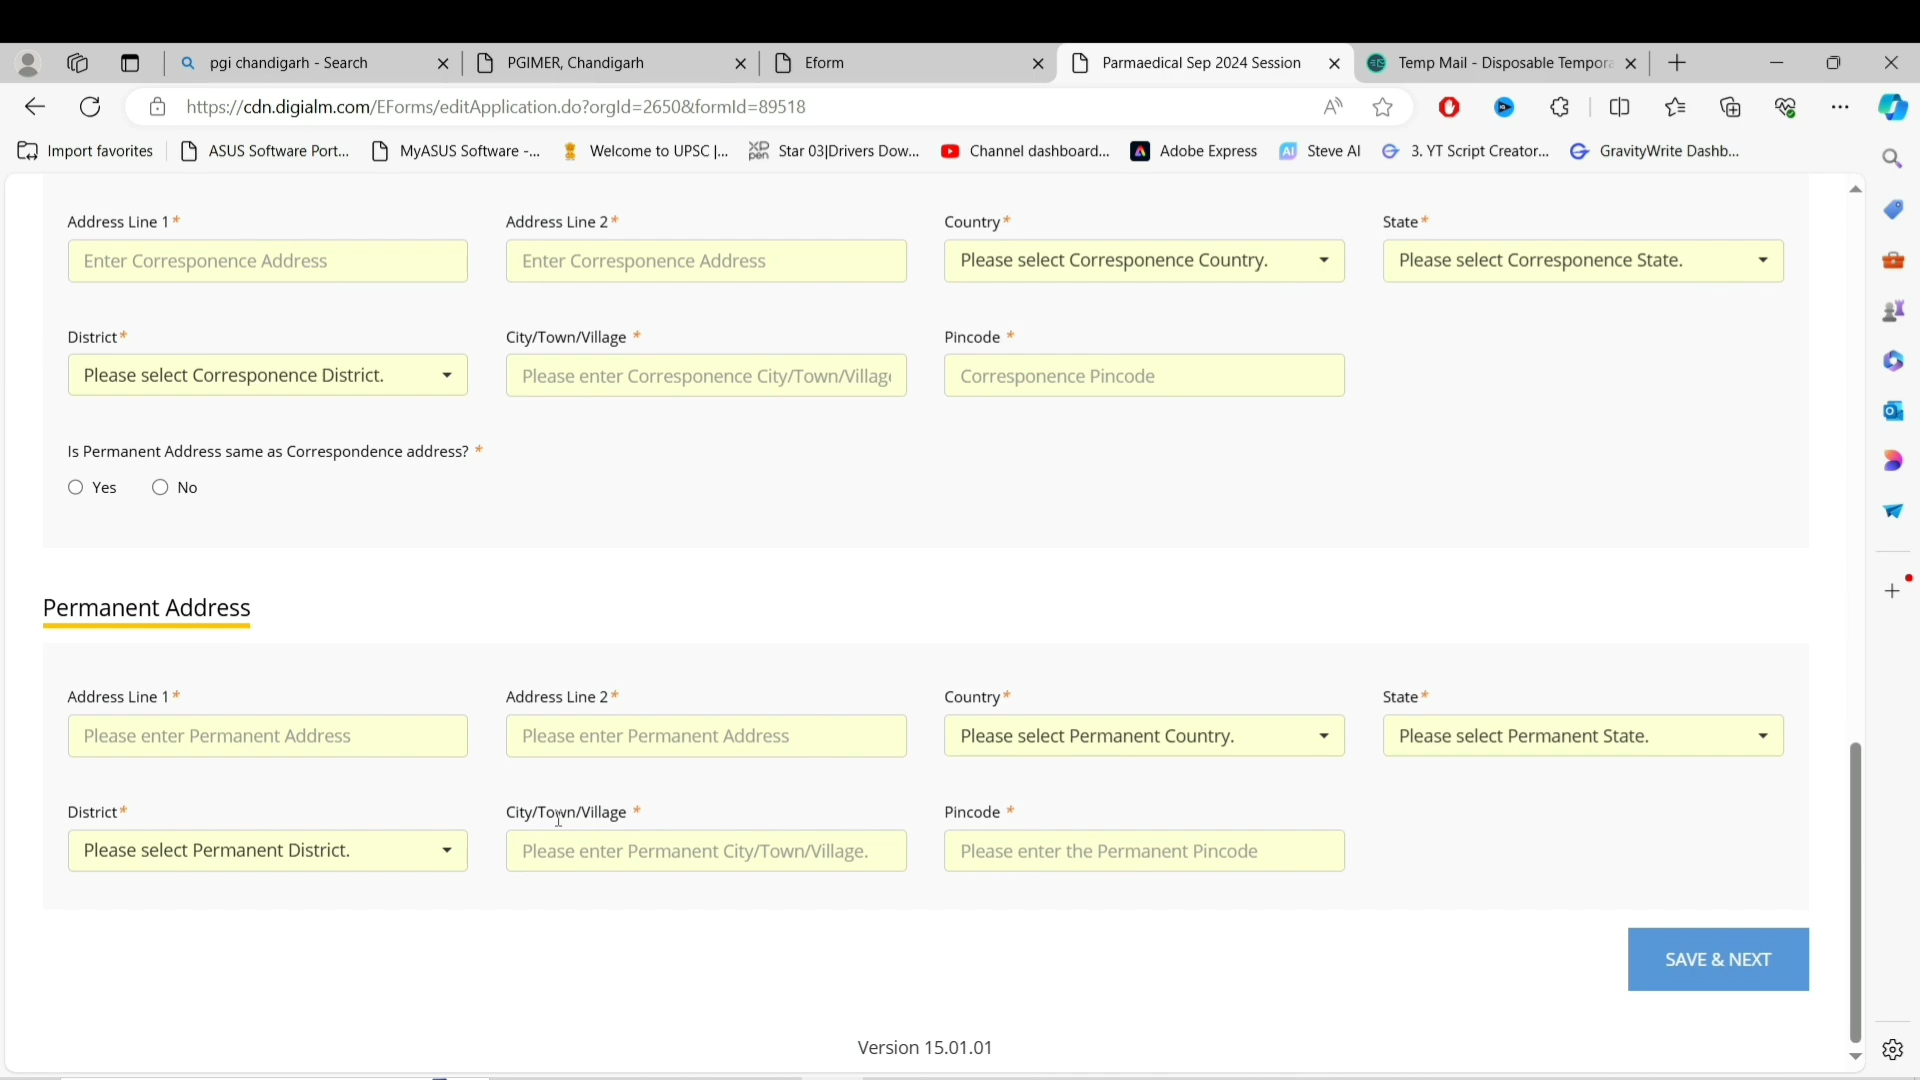 pgi chandigarh - Search
PGIMER, Chandigarh
Eform
Parmaedical Sep 2024 Session
Temp Mail - Disposable Tempora
https://cdn.digialm.com/EForms/editApplication.do?orgId=2650&formId=89518
Import favorites
ASUS Software Port...
MyASUS Software -...
Welcome to UPSC |...
Star 03|Drivers Dow...
Channel dashboard...
Adobe Express
Steve AI
3. YT Script Creator...
GravityWrite Dashb...
Address Line 1*
Address Line 2*
Country*
State*
Enter Corresponence Address
Enter Corresponence Address
Please select Corresponence Country.
Please select Corresponence State.
District*
City/Town/Village *
Pincode *
Please select Corresponence District.
Please enter Corresponence City/Town/Village
Corresponence Pincode
Is Permanent Address same as Correspondence address? *
Yes
No
Permanent Address
Address Line 1*
Address Line 2*
Country*
State*
Please enter Permanent Address
Please enter Permanent Address
Please select Permanent Country.
Please select Permanent State.
District*
City/Town/Village *
Pincode *
Please select Permanent District.
Please enter Permanent City/Town/Village.
Please enter the Permanent Pincode
SAVE & NEXT
Version 15.01.01